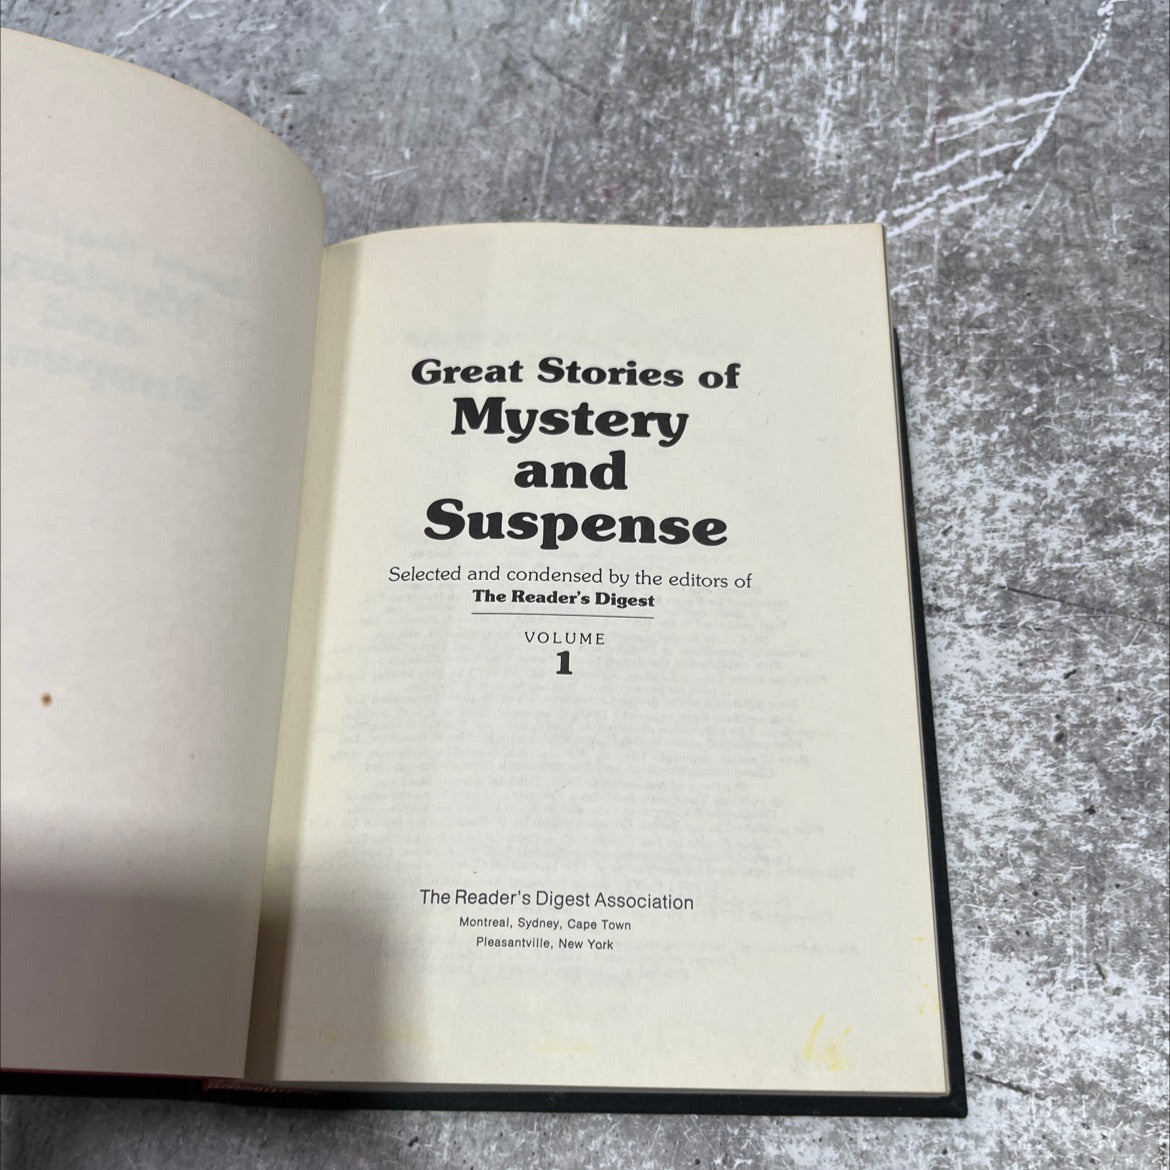 Great Stories of
Mystery
and
Suspense
Selected and condensed by the editors of
The Reader's Digest
VOLUME
1
The Reader's Digest Association
Montreal, Sydney, Cape Town
Pleasantville, New York